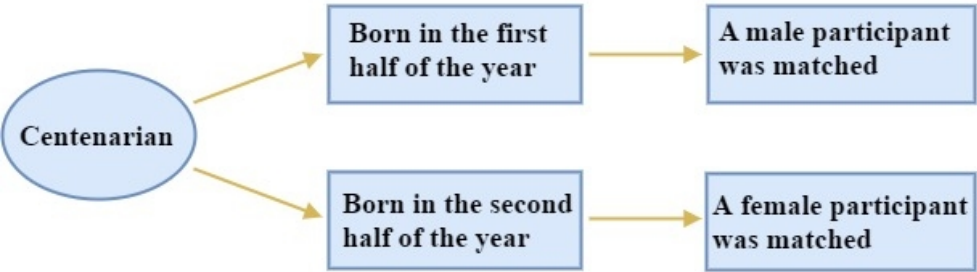 Centenarian
Born in the first
half of the year
A male participant
was matched
Born in the second
half of the year
A female participant
was matched